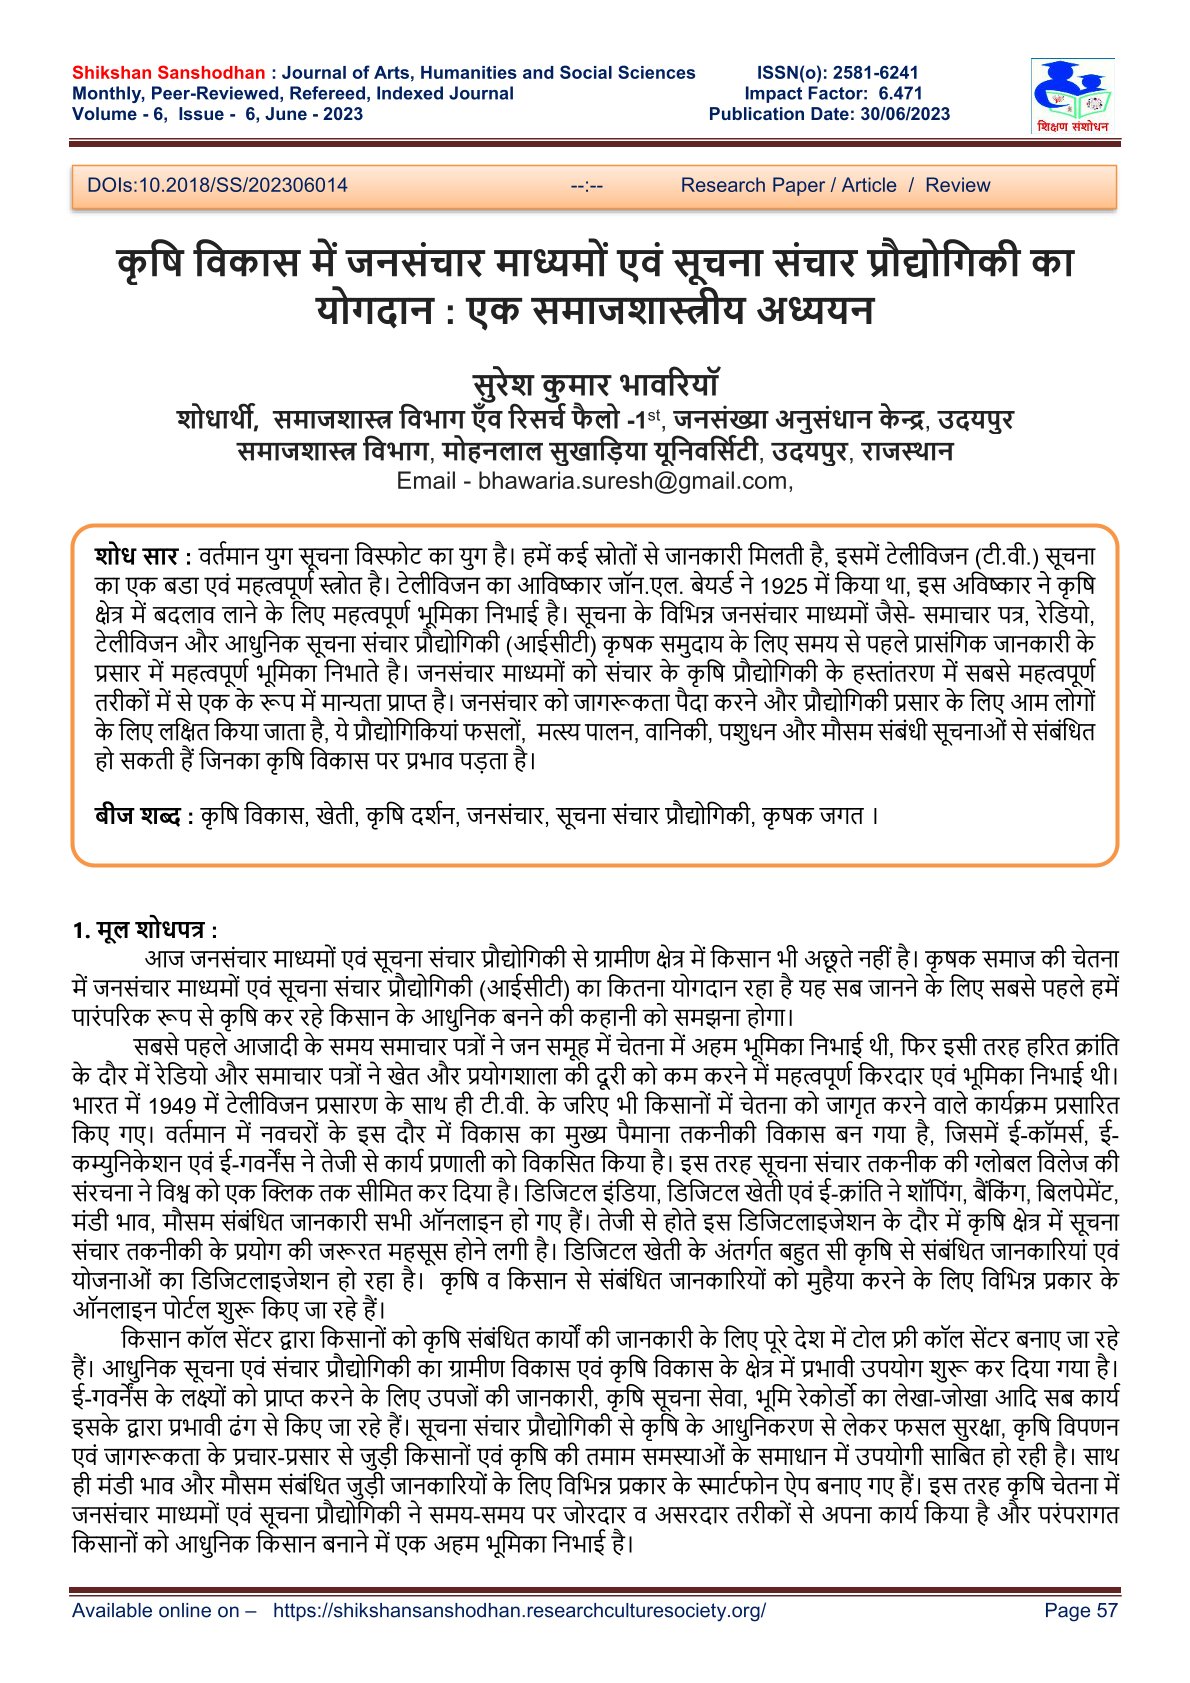 Shikshan Sanshodhan : Journal of Arts, Humanities and Social Sciences ISSN(o): 2581-6241
Monthly, Peer-Reviewed, Refereed, Indexed Journal Impact Factor: 6.471
Volume - 6, Issue - 6, June - 2023 Publication Date: 30/06/2023
शिक्षण संशोधन
DOIs:10.2018/SS/202306014 --:-- Research Paper / Article / Review
कृषि विकास में जनसंचार माध्यमों एवं सूचना संचार प्रौद्योगिकी का
योगदान : एक समाजशास्त्रीय अध्ययन
सुरेश कुमार भावरियॉ
शोधार्थी, समाजशास्त्र विभाग एँव रिसर्च फैलो -1st, जनसंख्या अनुसंधान केन्द्र, उदयपुर
समाजशास्त्र विभाग, मोहनलाल सुखाड़िया यूनिवर्सिटी, उदयपुर, राजस्थान
Email - bhawaria.suresh@gmail.com,
शोध सार : वर्तमान युग सूचना विस्फोट का युग है। हमें कई स्रोतों से जानकारी मिलती है, इसमें टेलीविजन (टी.वी.) सूचना
का एक बडा एवं महत्वपूर्ण स्त्रोत है। टेलीविजन का आविष्कार जॉन.एल. बेयर्ड ने 1925 में किया था, इस अविष्कार ने कृषि
क्षेत्र में बदलाव लाने के लिए महत्वपूर्ण भूमिका निभाई है। सूचना के विभिन्न जनसंचार माध्यमों जैसे- समाचार पत्र, रेडियो,
टेलीविजन और आधुनिक सूचना संचार प्रौद्योगिकी (आईसीटी) कृषक समुदाय के लिए समय से पहले प्रासंगिक जानकारी के
प्रसार में महत्वपूर्ण भूमिका निभाते है। जनसंचार माध्यमों को संचार के कृषि प्रौद्योगिकी के हस्तांतरण में सबसे महत्वपूर्ण
तरीकों में से एक के रूप में मान्यता प्राप्त है। जनसंचार को जागरूकता पैदा करने और प्रौद्योगिकी प्रसार के लिए आम लोगों
के लिए लक्षित किया जाता है, ये प्रौद्योगिकियां फसलों, मत्स्य पालन, वानिकी, पशुधन और मौसम संबंधी सूचनाओं से संबंधित
हो सकती हैं जिनका कृषि विकास पर प्रभाव पड़ता है।
बीज शब्द : कृषि विकास, खेती, कृषि दर्शन, जनसंचार, सूचना संचार प्रौद्योगिकी, कृषक जगत ।
1. मूल शोधपत्र :
आज जनसंचार माध्यमों एवं सूचना संचार प्रौद्योगिकी से ग्रामीण क्षेत्र में किसान भी अछूते नहीं है। कृषक समाज की चेतना
में जनसंचार माध्यमों एवं सूचना संचार प्रौद्योगिकी (आईसीटी) का कितना योगदान रहा है यह सब जानने के लिए सबसे पहले हमें
पारंपरिक रूप से कृषि कर रहे किसान के आधुनिक बनने की कहानी को समझना होगा।
सबसे पहले आजादी के समय समाचार पत्रों ने जन समूह में चेतना में अहम भूमिका निभाई थी, फिर इसी तरह हरित क्रांति
के दौर में रेडियो और समाचार पत्रों ने खेत और प्रयोगशाला की दूरी को कम करने में महत्वपूर्ण किरदार एवं भूमिका निभाई थी।
भारत में 1949 में टेलीविजन प्रसारण के साथ ही टी.वी. के जरिए भी किसानों में चेतना को जागृत करने वाले कार्यक्रम प्रसारित
किए गए। वर्तमान में नवचरों के इस दौर में विकास का मुख्य पैमाना तकनीकी विकास बन गया है, जिसमें ई-कॉमर्स, ई-
कम्युनिकेशन एवं ई-गवर्नेंस ने तेजी से कार्य प्रणाली को विकसित किया है। इस तरह सूचना संचार तकनीक की ग्लोबल विलेज की
संरचना ने विश्व को एक क्लिक तक सीमित कर दिया है। डिजिटल इंडिया, डिजिटल खेती एवं ई-क्रांति ने शॉपिंग, बैंकिंग, बिलपेमेंट,
मंडी भाव, मौसम संबंधित जानकारी सभी ऑनलाइन हो गए हैं। तेजी से होते इस डिजिटलाइजेशन के दौर में कृषि क्षेत्र में सूचना
संचार तकनीकी के प्रयोग की जरूरत महसूस होने लगी है। डिजिटल खेती के अंतर्गत बहुत सी कृषि से संबंधित जानकारियां एवं
योजनाओं का डिजिटलाइजेशन हो रहा है। कृषि व किसान से संबंधित जानकारियों को मुहैया करने के लिए विभिन्न प्रकार के
ऑनलाइन पोर्टल शुरू किए जा रहे हैं।
किसान कॉल सेंटर द्वारा किसानों को कृषि संबंधित कार्यों की जानकारी के लिए पूरे देश में टोल फ्री कॉल सेंटर बनाए जा रहे
हैं। आधुनिक सूचना एवं संचार प्रौद्योगिकी का ग्रामीण विकास एवं कृषि विकास के क्षेत्र में प्रभावी उपयोग शुरू कर दिया गया है।
ई-गवर्नेंस के लक्ष्यों को प्राप्त करने के लिए उपजों की जानकारी, कृषि सूचना सेवा, भूमि रेकोर्डो का लेखा-जोखा आदि सब कार्य
इसके द्वारा प्रभावी ढंग से किए जा रहे हैं। सूचना संचार प्रौद्योगिकी से कृषि के आधुनिकरण से लेकर फसल सुरक्षा, कृषि विपणन
एवं जागरूकता के प्रचार-प्रसार से जुड़ी किसानों एवं कृषि की तमाम समस्याओं के समाधान में उपयोगी साबित हो रही है। साथ
ही मंडी भाव और मौसम संबंधित जुड़ी जानकारियों के लिए विभिन्न प्रकार के स्मार्टफोन ऐप बनाए गए हैं। इस तरह कृषि चेतना में
जनसंचार माध्यमों एवं सूचना प्रौद्योगिकी ने समय-समय पर जोरदार व असरदार तरीकों से अपना कार्य किया है और परंपरागत
किसानों को आधुनिक किसान बनाने में एक अहम भूमिका निभाई है।
Available online on – https://shikshansanshodhan.researchculturesociety.org/ Page 57